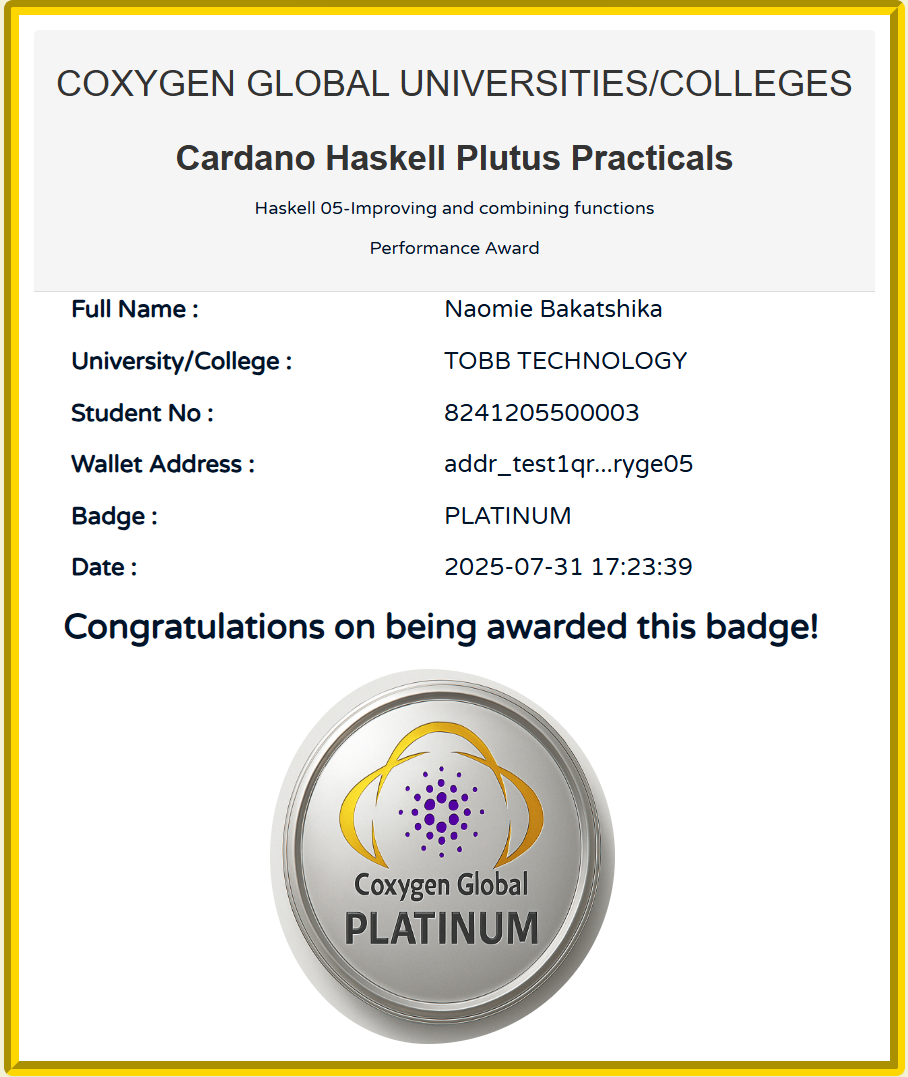 COXYGEN GLOBAL UNIVERSITIES/COLLEGES
Cardano Haskell Plutus Practicals
Haskell 05-Improving and combining functions
Performance Award
Full Name : Naomie Bakatshika
University/College : TOBB TECHNOLOGY
Student No : 8241205500003
Wallet Address : addr_test1qr...ryge05
Badge : PLATINUM
Date : 2025-07-31 17:23:39
Congratulations on being awarded this badge!
Coxygen Global
PLATINUM